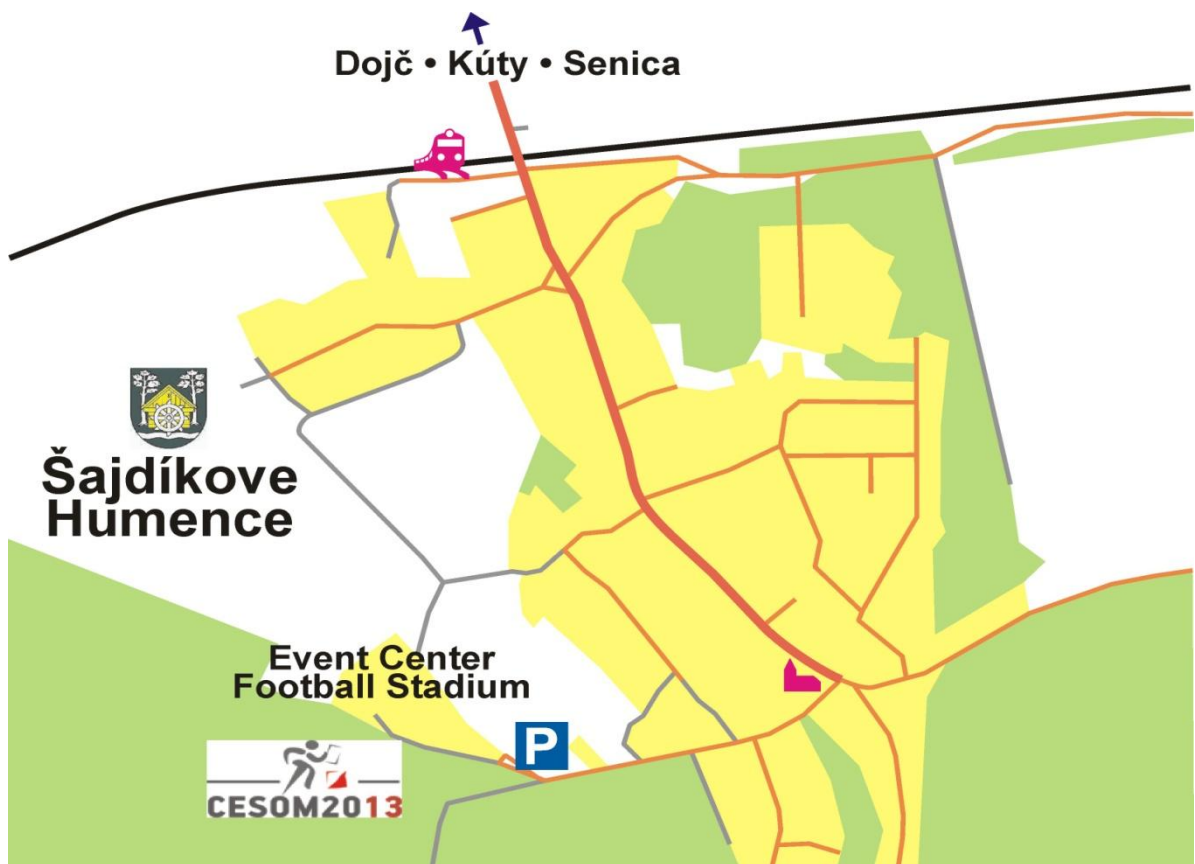 Dojč • Kúty • Senica
Šajdíkove
Humence
Event Center
Football Stadium
P
CESOM2013